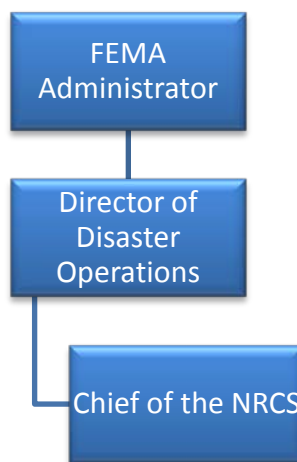 FEMA
Administrator
Director of
Disaster
Operations
Chief of the NRCS